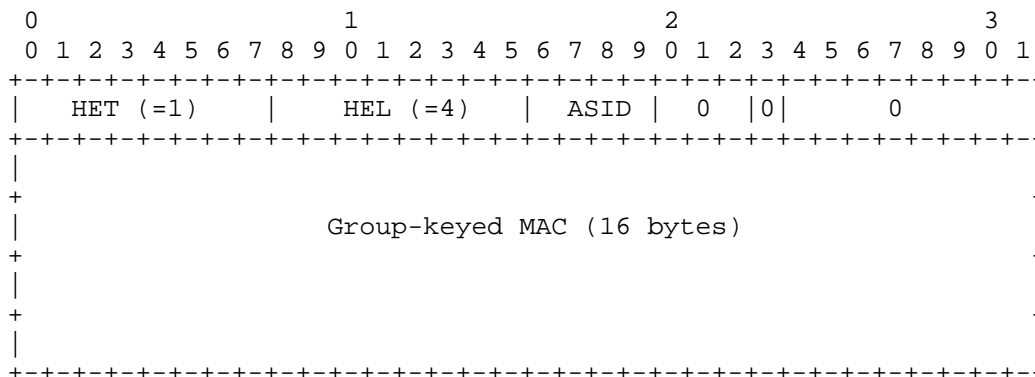 0                   1                   2                   3
 0 1 2 3 4 5 6 7 8 9 0 1 2 3 4 5 6 7 8 9 0 1 2 3 4 5 6 7 8 9 0 1
+-+-+-+-+-+-+-+-+-+-+-+-+-+-+-+-+-+-+-+-+-+-+-+-+-+-+-+-+-+-+-+-
|   HET (=1)    |    HEL (=4)   |  ASID |  0  |0|      0
+-+-+-+-+-+-+-+-+-+-+-+-+-+-+-+-+-+-+-+-+-+-+-+-+-+-+-+-+-+-+-+-
|
+                                                               -
|                   Group-keyed MAC (16 bytes)
+                                                               -
|
+                                                               -
|
+-+-+-+-+-+-+-+-+-+-+-+-+-+-+-+-+-+-+-+-+-+-+-+-+-+-+-+-+-+-+-+-